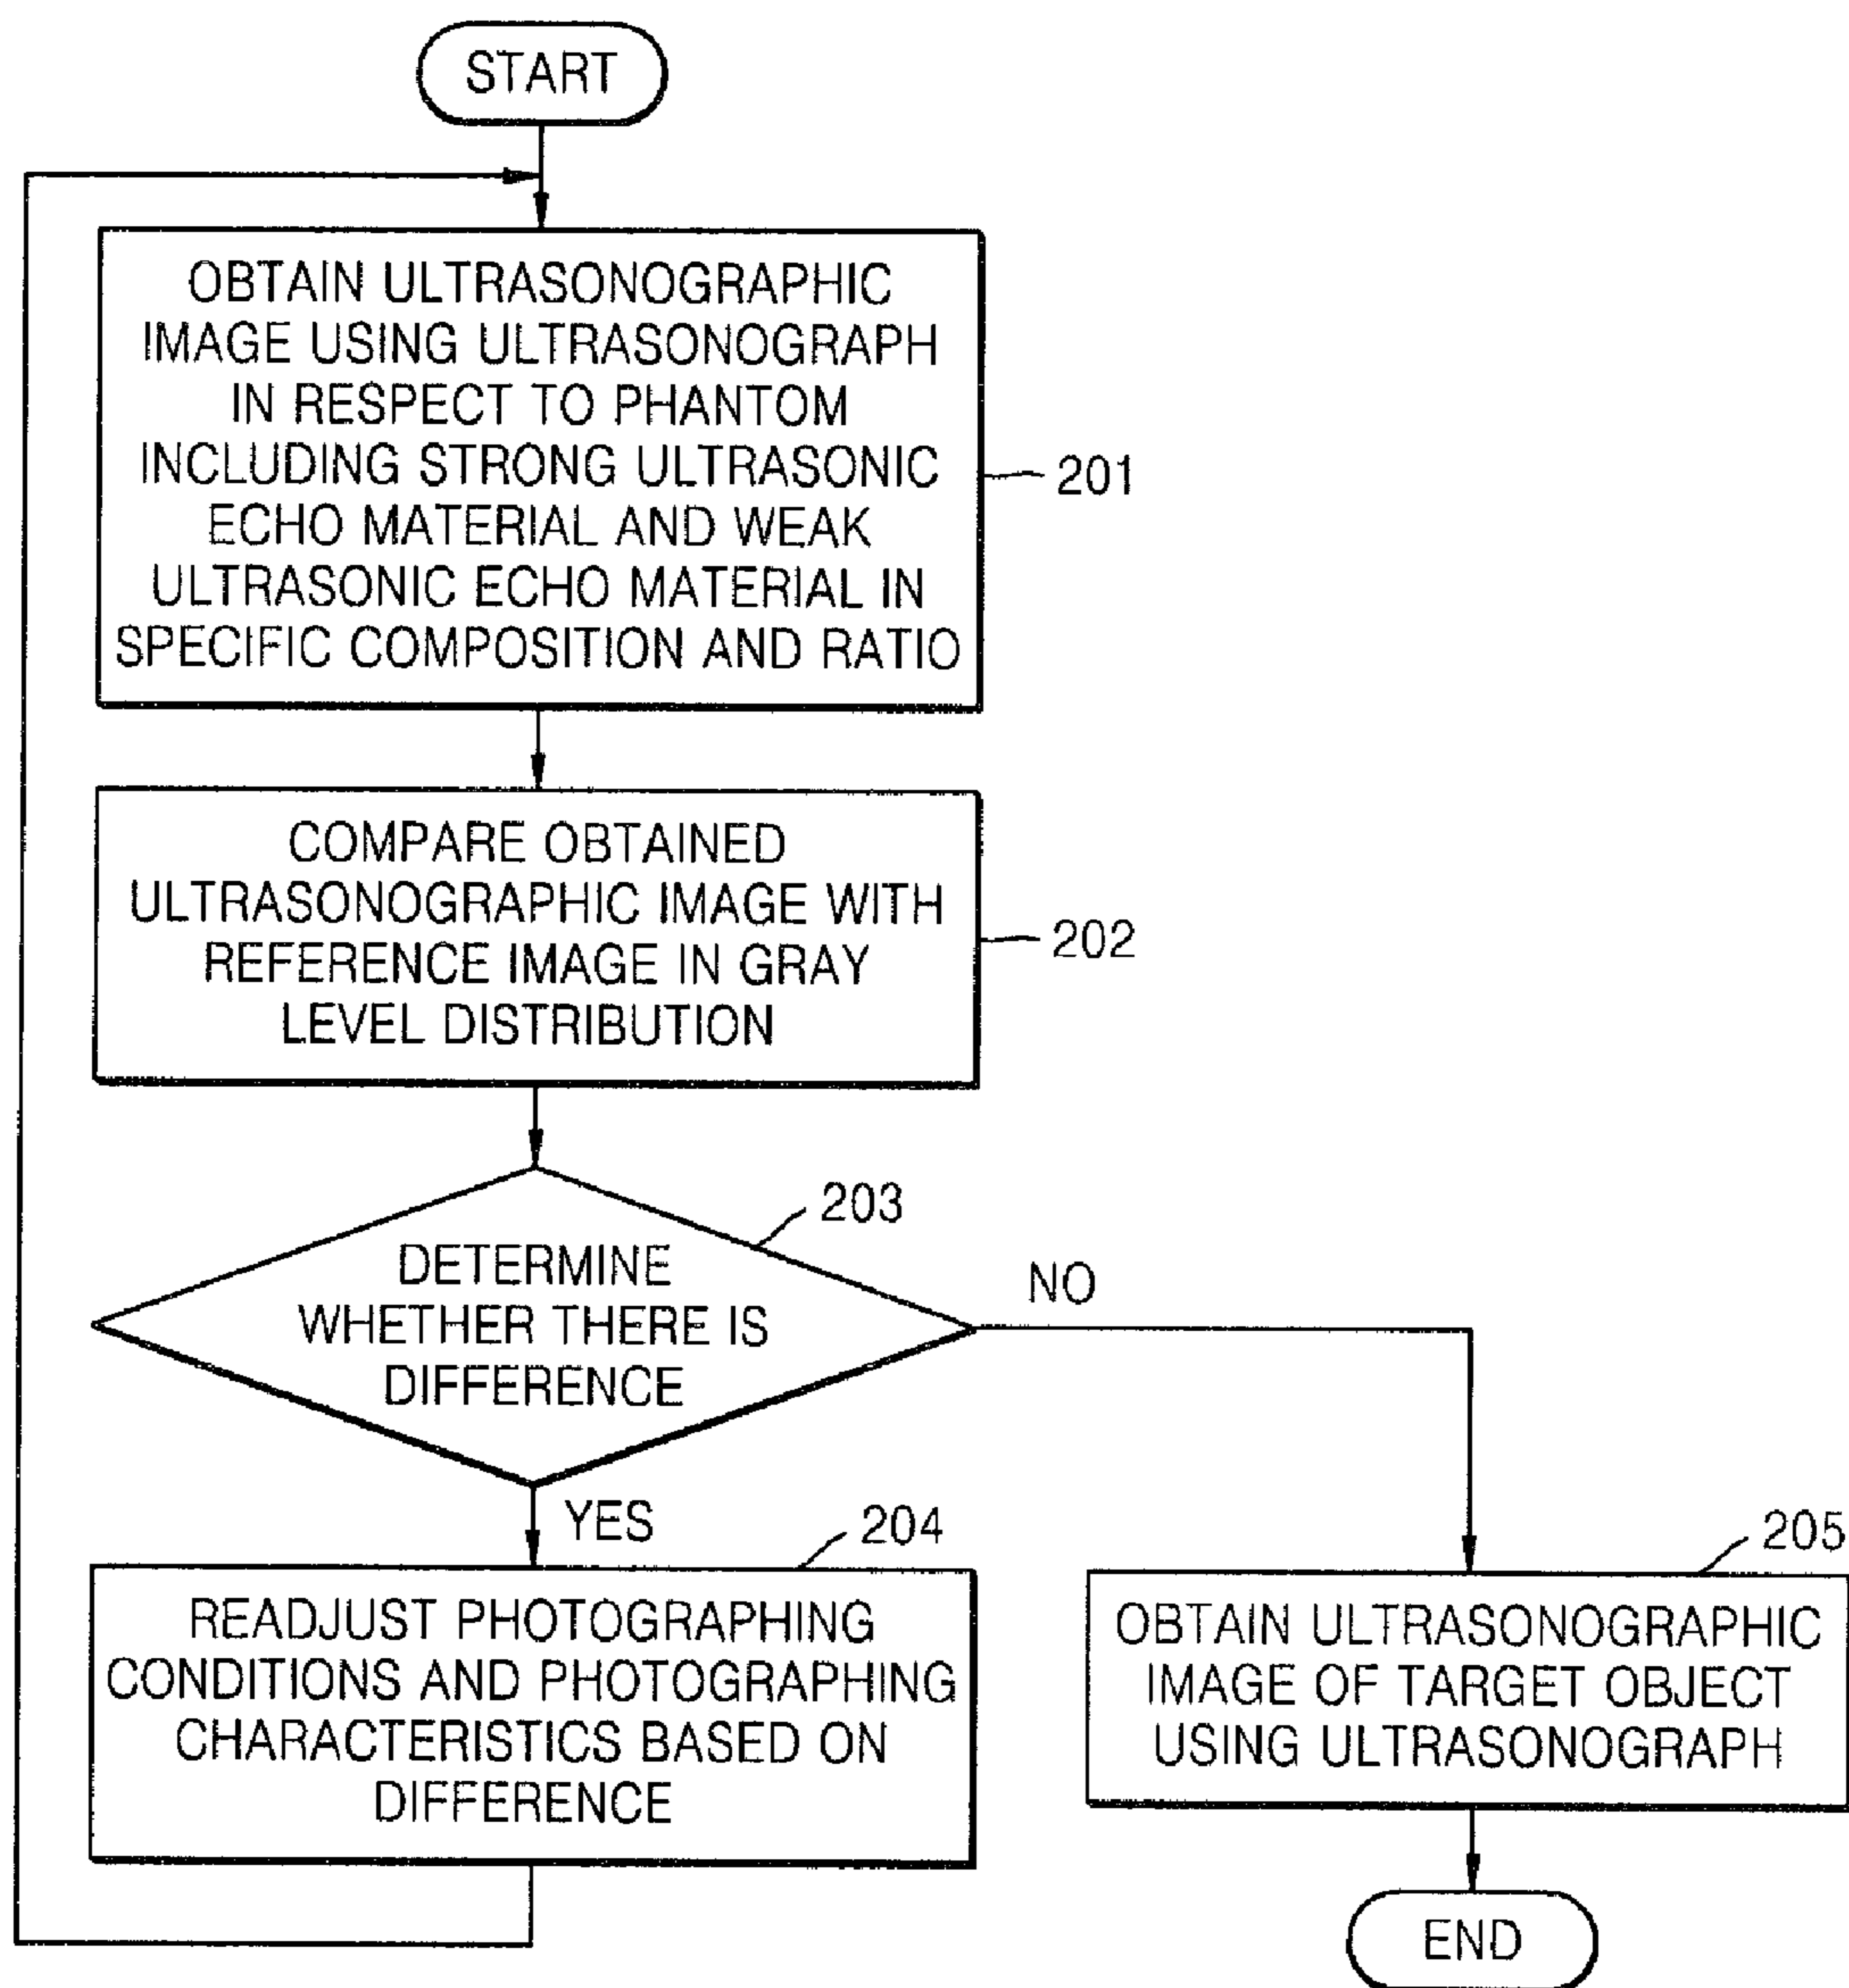 START
OBTAIN ULTRASONOGRAPHIC
IMAGE USING ULTRASONOGRAPH
IN RESPECT TO PHANTOM
INCLUDING STRONG ULTRASONIC
ECHO MATERIAL AND WEAK
ULTRASONIC ECHO MATERIAL IN
SPECIFIC COMPOSITION AND RATIO
201
COMPARE OBTAINED
ULTRASONOGRAPHIC IMAGE WITH
REFERENCE IMAGE IN GRAY
LEVEL DISTRIBUTION
202
203
DETERMINE
WHETHER THERE IS
DIFFERENCE
NO
YES
204
READJUST PHOTOGRAPHING
CONDITIONS AND PHOTOGRAPHING
CHARACTERISTICS BASED ON
DIFFERENCE
205
OBTAIN ULTRASONOGRAPHIC
IMAGE OF TARGET OBJECT
USING ULTRASONOGRAPH
END